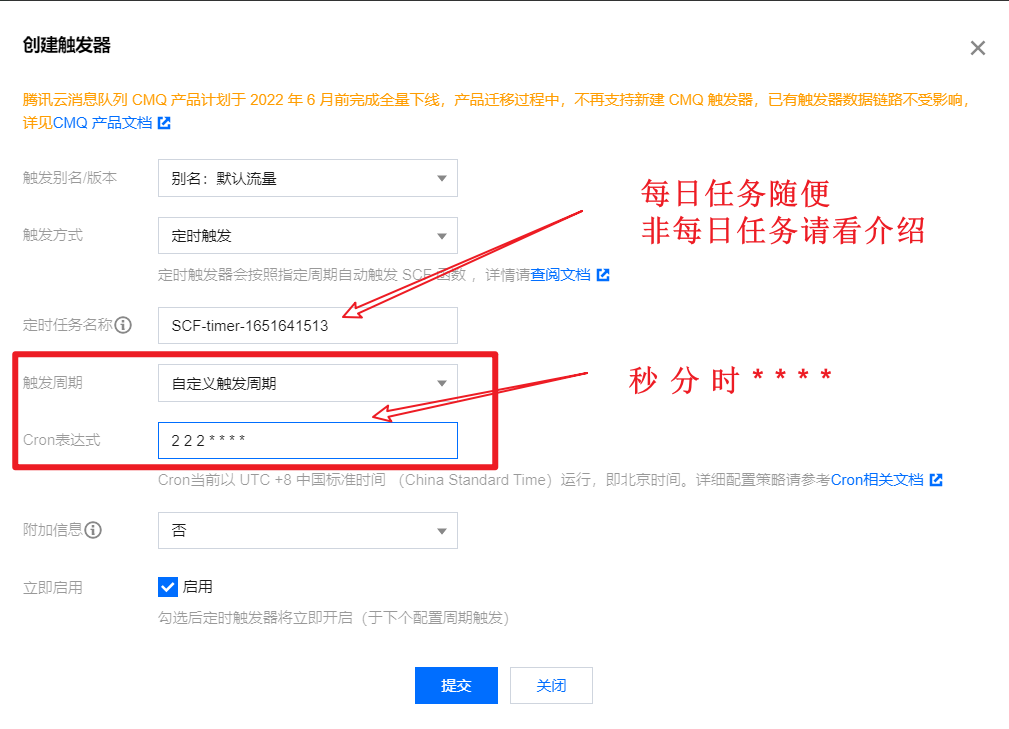 创建触发器
腾讯云消息队列 CMQ 产品计划于 2022 年 6 月前完成全量下线，产品迁移过程中，不再支持新建 CMQ 触发器，已有触发器数据链路不受影响，
详见CMQ 产品文档
触发别名/版本
别名：默认流量
每日任务随便
非每日任务请看介绍
触发方式
定时触发
定时触发器会按照指定周期自动触发 SCF 函数 ，详情请查阅文档
定时任务名称
SCF-timer-1651641513
触发周期
自定义触发周期
秒 分 时 * * * *
Cron表达式
2 2 2 * * * *
Cron当前以 UTC +8 中国标准时间 （China Standard Time）运行，即北京时间。详细配置策略请参考Cron相关文档
附加信息
否
立即启用
启用
勾选后定时触发器将立即开启（于下个配置周期触发）
提交
关闭